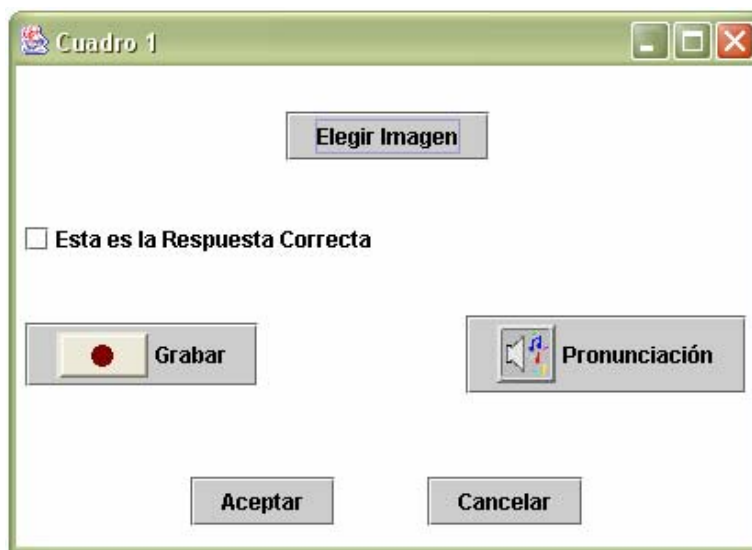 Cuadro 1
Elegir Imagen
Esta es la Respuesta Correcta
Grabar
Pronunciación
Aceptar
Cancelar